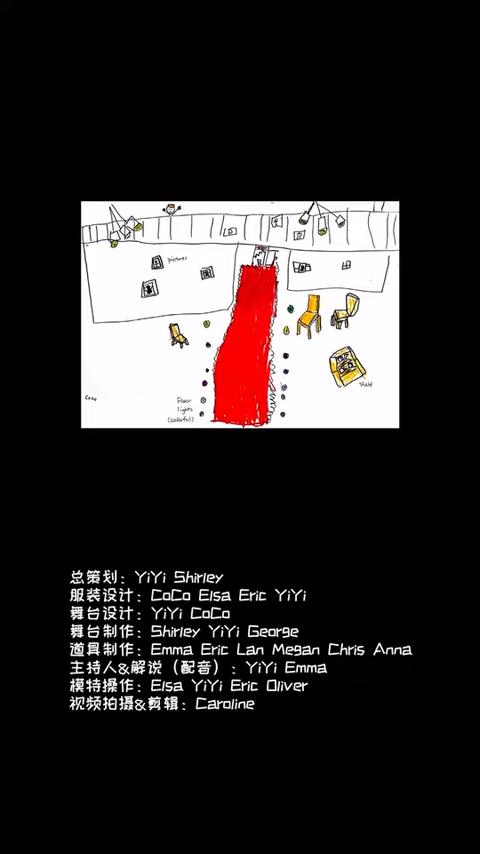 pictures
shelf
Coco
Floor
lights
(colorful)
总策划：YiYi Shirley
服装设计：CoCo Elsa Eric YiYi
舞台设计：YiYi CoCo
舞台制作：Shirley YiYi George
道具制作：Emma Eric Lan Megan Chris Anna
主持人&解说（配音）：YiYi Emma
模特操作：Elsa YiYi Eric Oliver
视频拍摄&剪辑：Caroline